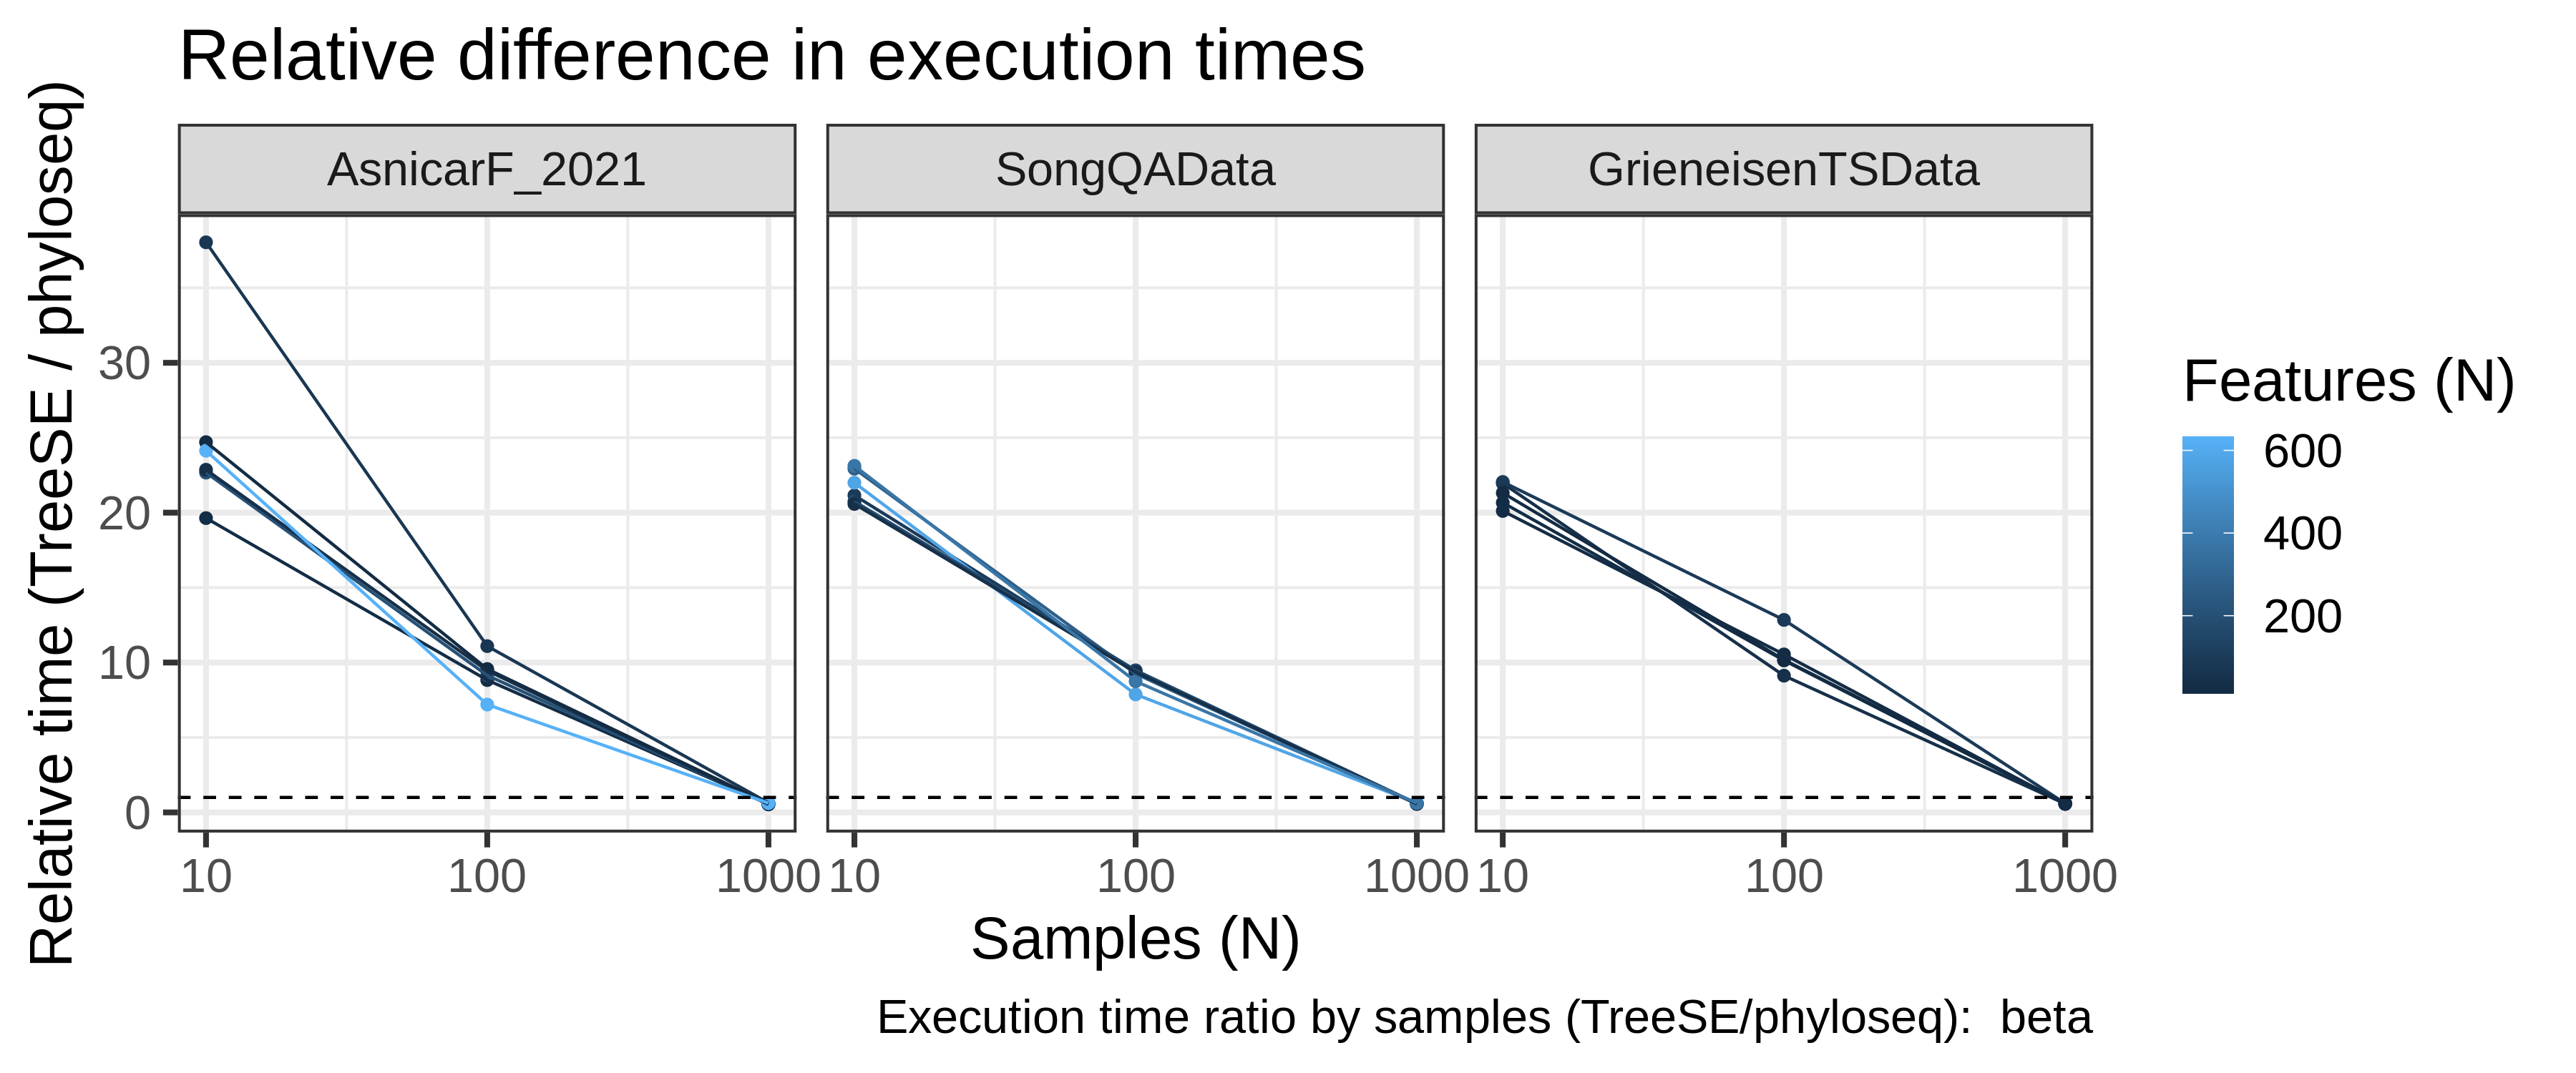 Relative difference in execution times
Relative time (TreeSE / phyloseq)
AsnicarF_2021
SongQAData
GrieneisenTSData
30
20
10
0
10
100
1000
10
100
1000
10
100
1000
Samples (N)
Features (N)
600
400
200
Execution time ratio by samples (TreeSE/phyloseq):  beta